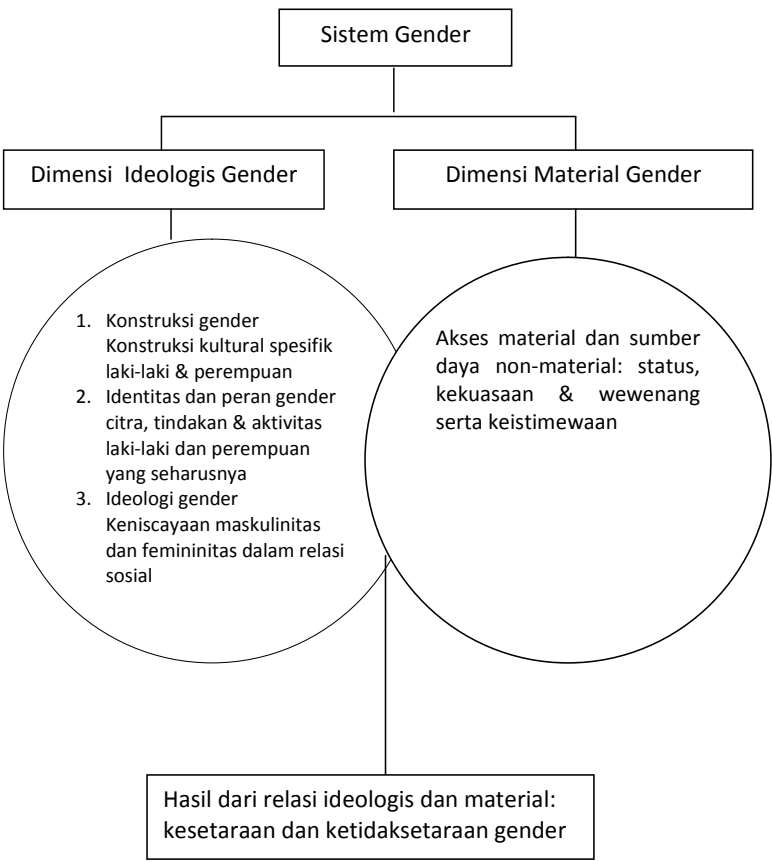 Sistem Gender
Dimensi Ideologis Gender
Dimensi Material Gender
1. Konstruksi gender
Konstruksi kultural spesifik
laki-laki & perempuan
2. Identitas dan peran gender
citra, tindakan & aktivitas
laki-laki dan perempuan
yang seharusnya
3. Ideologi gender
Keniscayaan maskulinitas
dan femininitas dalam relasi
sosial
Akses material dan sumber
daya non-material: status,
kekuasaan & wewenang
serta keistimewaan
Hasil dari relasi ideologis dan material:
kesetaraan dan ketidaksetaraan gender